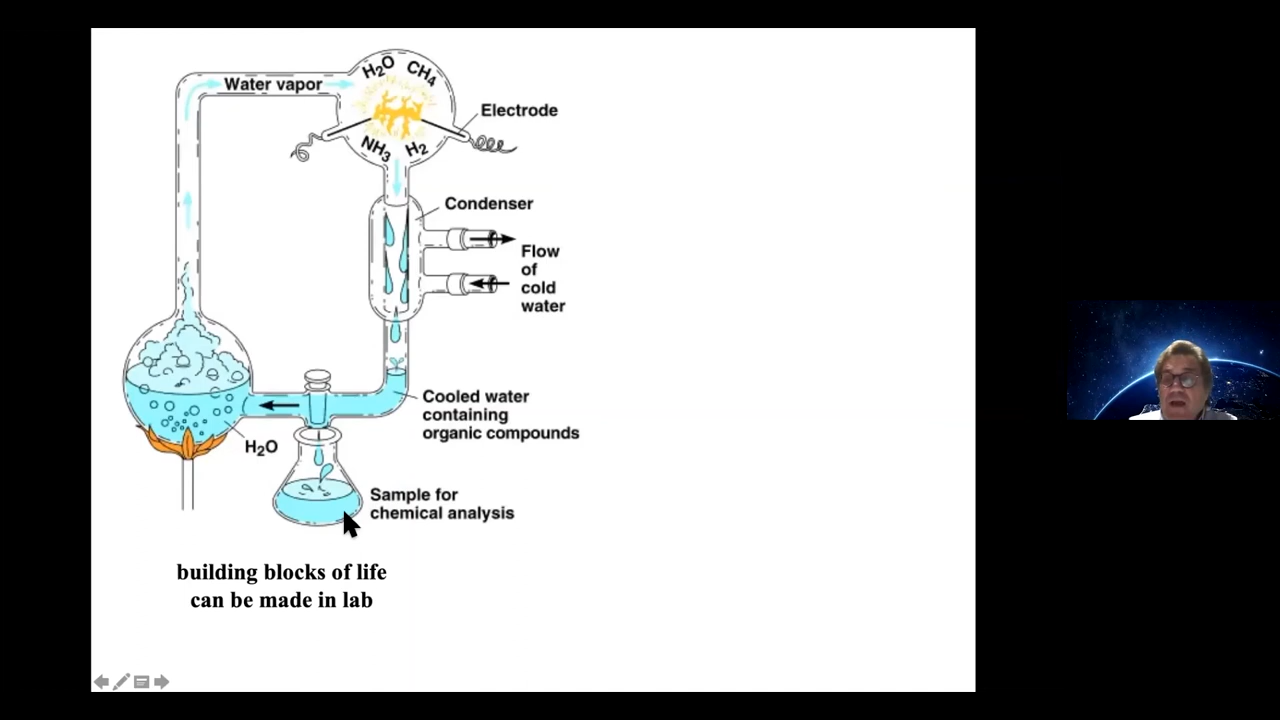 Water vapor
H₂O CH₄
NH₃ H₂
Electrode
Condenser
Flow
of
cold
water
Cooled water
containing
organic compounds
H₂O
Sample for
chemical analysis
building blocks of life
can be made in lab